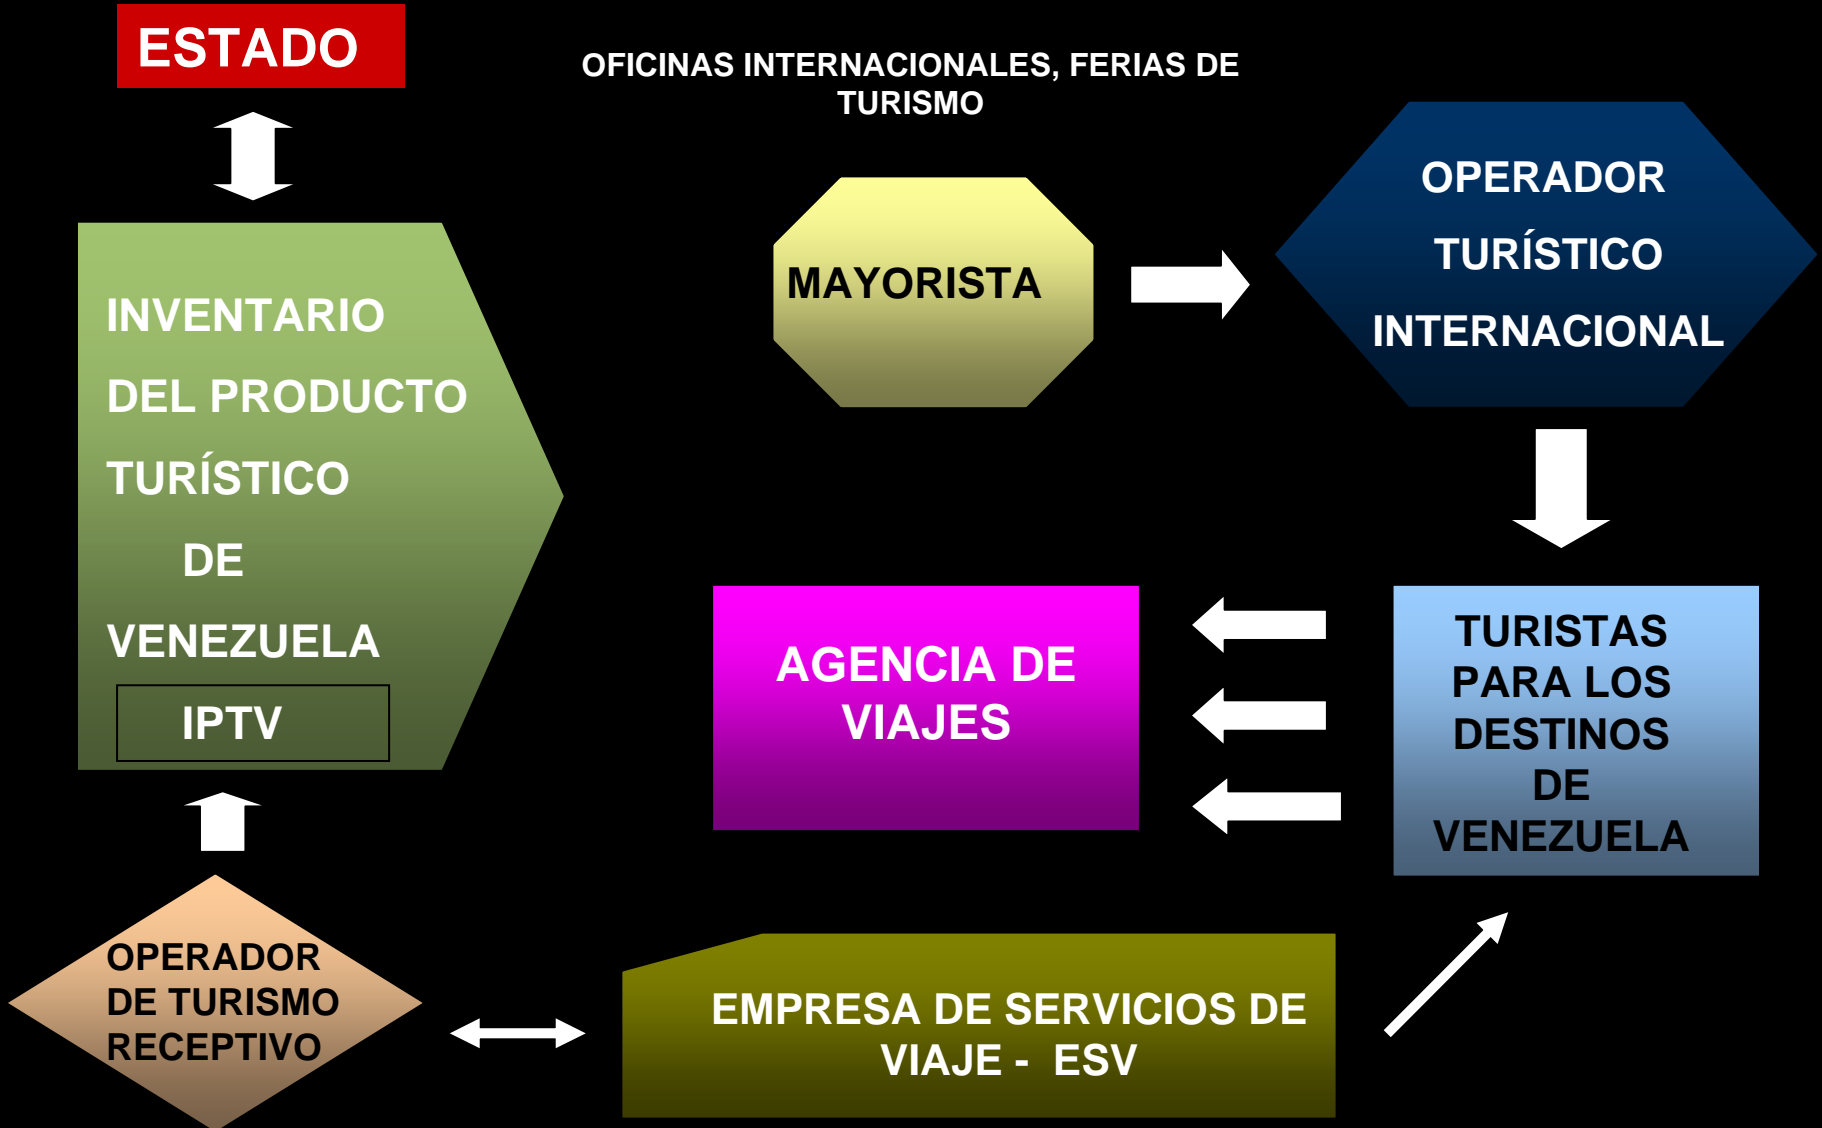 ESTADO
OFICINAS INTERNACIONALES, FERIAS DE
TURISMO
MAYORISTA
OPERADOR
TURÍSTICO
INTERNACIONAL
INVENTARIO
DEL PRODUCTO
TURÍSTICO
DE
VENEZUELA
IPTV
AGENCIA DE
VIAJES
TURISTAS
PARA LOS
DESTINOS
DE
VENEZUELA
OPERADOR
DE TURISMO
RECEPTIVO
EMPRESA DE SERVICIOS DE
VIAJE - ESV